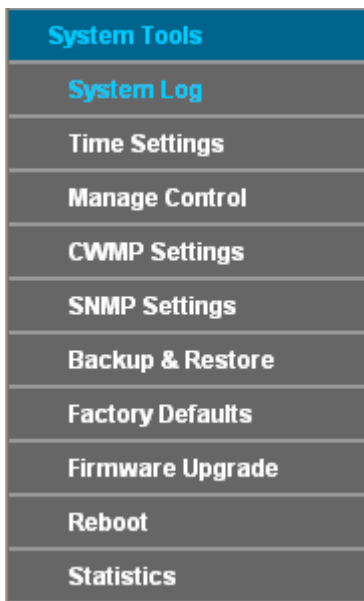 System Tools
System Log
Time Settings
Manage Control
CWMP Settings
SNMP Settings
Backup & Restore
Factory Defaults
Firmware Upgrade
Reboot
Statistics